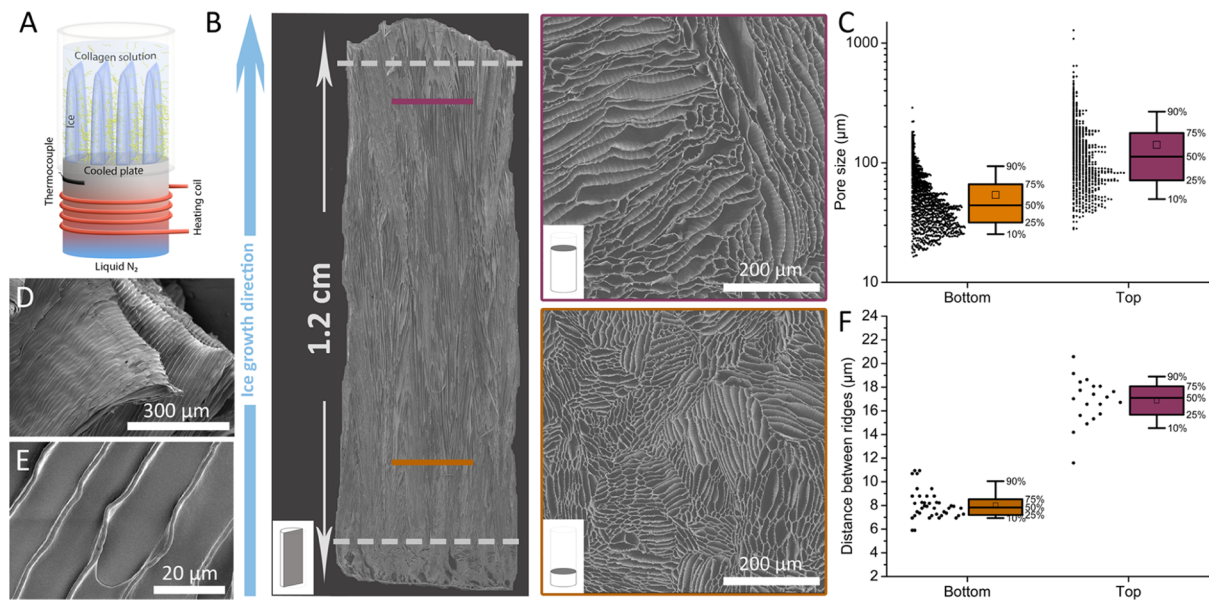 A
Collagen solution
Ice
Thermocouple
Cooled plate
Heating coil
Liquid N₂
B
Ice growth direction
1.2 cm
200 µm
200 µm
C
Pore size (µm)
1000
100
10
90%
75%
50%
25%
10%
90%
75%
50%
25%
10%
Bottom
Top
D
300 µm
E
20 µm
F
Distance between ridges (µm)
24
22
20
18
16
14
12
10
8
6
4
2
90%
75%
50%
25%
10%
90%
75%
50%
25%
10%
Bottom
Top